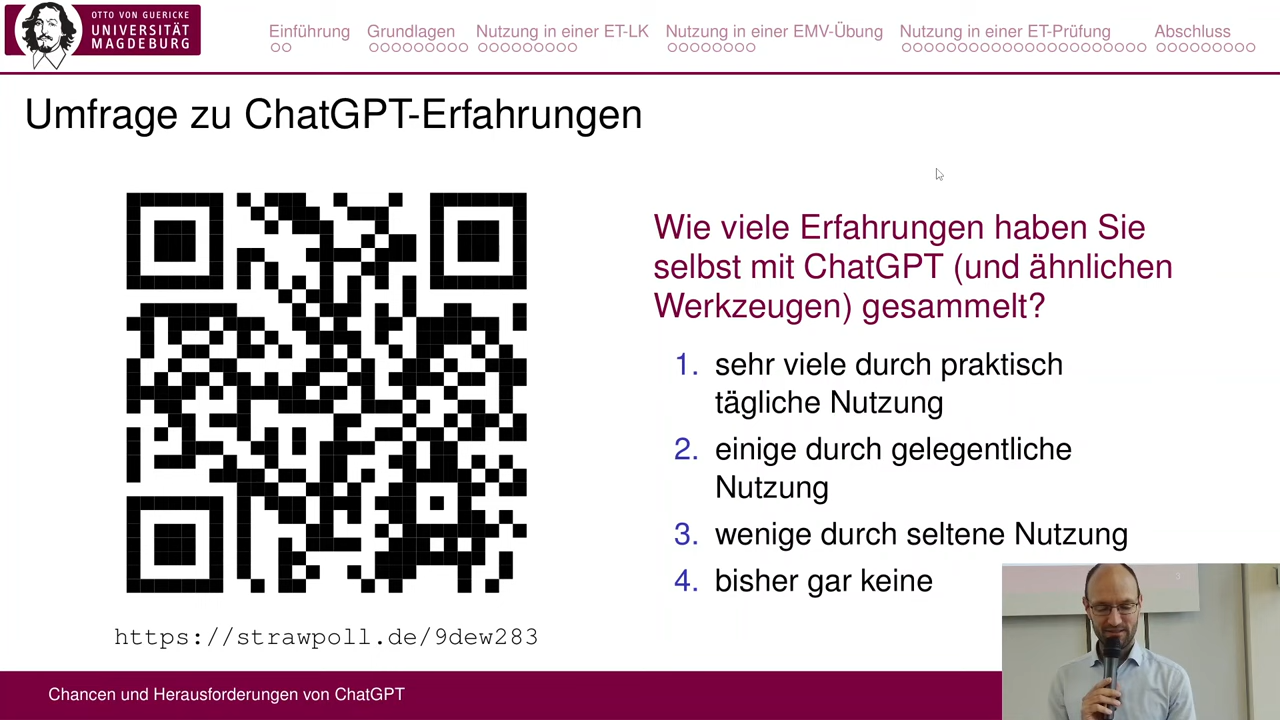 OTTO VON GUERICKE
UNIVERSITÄT
MAGDEBURG
Einführung
Grundlagen
Nutzung in einer ET-LK
Nutzung in einer EMV-Übung
Nutzung in einer ET-Prüfung
Abschluss
Umfrage zu ChatGPT-Erfahrungen
Wie viele Erfahrungen haben Sie
selbst mit ChatGPT (und ähnlichen
Werkzeugen) gesammelt?
1. sehr viele durch praktisch
tägliche Nutzung
2. einige durch gelegentliche
Nutzung
3. wenige durch seltene Nutzung
4. bisher gar keine
https://strawpoll.de/9dew283
3
Chancen und Herausforderungen von ChatGPT